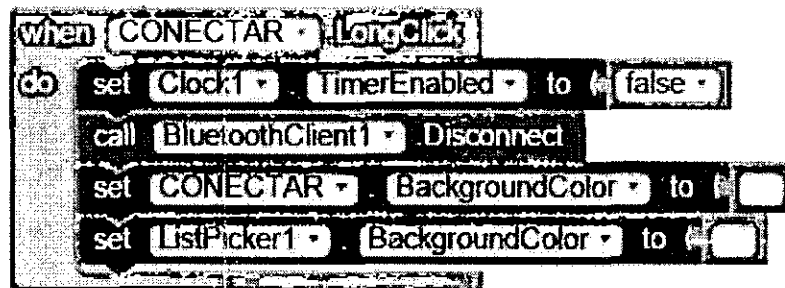 when CONECTAR .LongClick
do set Clock1 . TimerEnabled to false
call BluetoothClient1 .Disconnect
set CONECTAR . BackgroundColor to
set ListPicker1 . BackgroundColor to